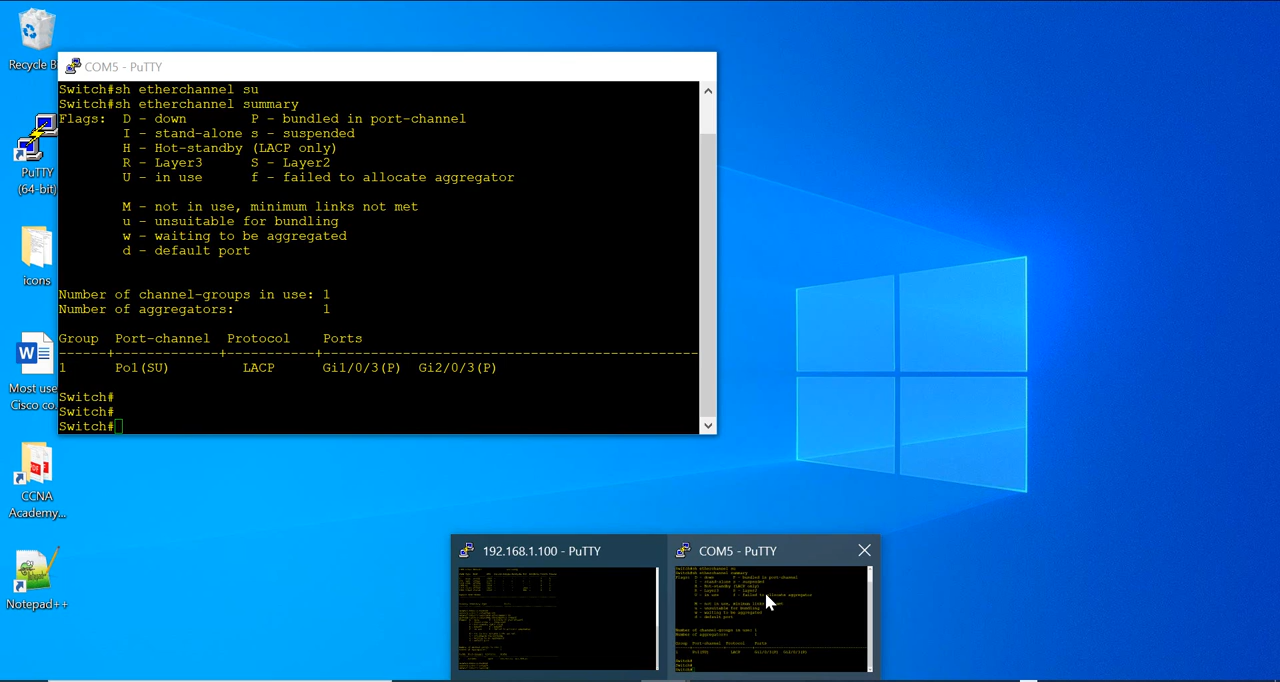 Recycle B
PuTTY
(64-bit)
icons
Most use
Cisco co.
CCNA
Academy...
Notepad++
COM5 - PuTTY
Switch#sh etherchannel su
Switch#sh etherchannel summary
Flags:  D - down        P - bundled in port-channel
        I - stand-alone s - suspended
        H - Hot-standby (LACP only)
        R - Layer3      S - Layer2
        U - in use      f - failed to allocate aggregator
        M - not in use, minimum links not met
        u - unsuitable for bundling
        w - waiting to be aggregated
        d - default port
Number of channel-groups in use: 1
Number of aggregators:           1
Group  Port-channel  Protocol    Ports
------+-------------+-----------+-----------------------------------------------
1      Po1(SU)         LACP      Gi1/0/3(P)  Gi2/0/3(P)
Switch#
Switch#
Switch#
192.168.1.100 - PuTTY
COM5 - PuTTY